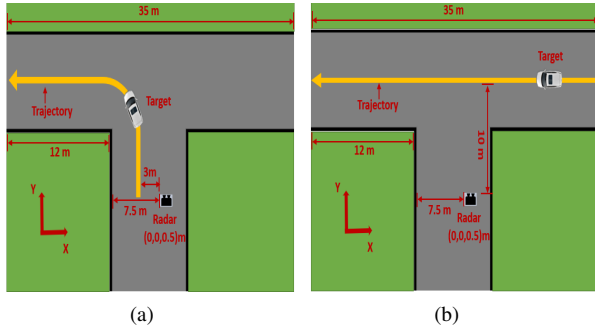 35 m
Target
Trajectory
12 m
3m
7.5 m
Radar
(0,0,0.5)m
Y
X
(a)
35 m
Target
Trajectory
10 m
12 m
7.5 m
Radar
(0,0,0.5)m
Y
X
(b)